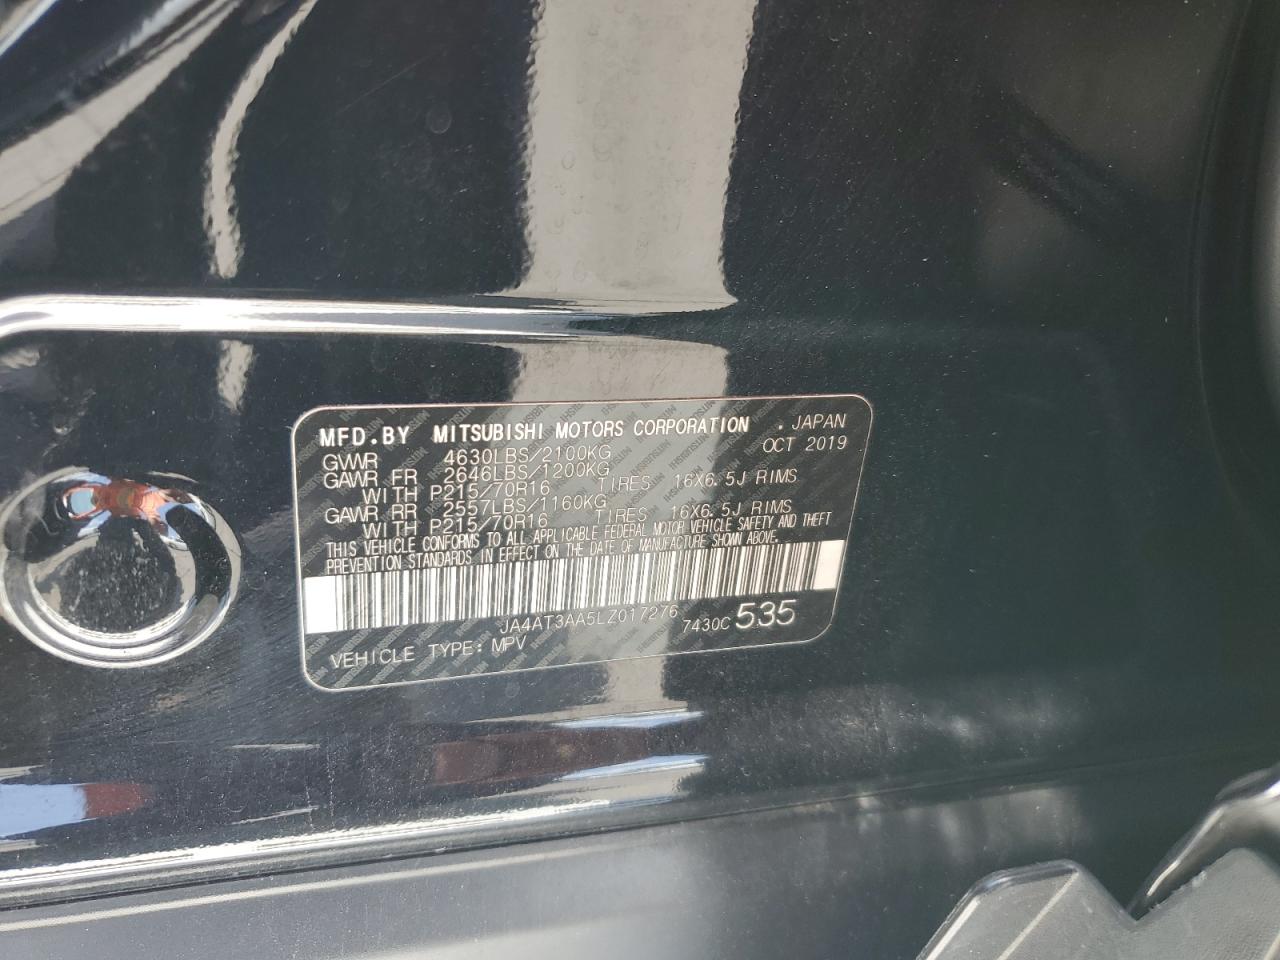 MFD.BY MITSUBISHI MOTORS CORPORATION . JAPAN
GVWR 4630LBS/2100KG OCT 2019
GAWR FR 2646LBS/1200KG
WITH P215/70R16 TIRES 16X6.5J RIMS
GAWR RR 2557LBS/1160KG
WITH P215/70R16 TIRES 16X6.5J RIMS
THIS VEHICLE CONFORMS TO ALL APPLICABLE FEDERAL MOTOR VEHICLE SAFETY AND THEFT
PREVENTION STANDARDS IN EFFECT ON THE DATE OF MANUFACTURE SHOWN ABOVE.
JA4AT3AA5LZ017276 7430C 535
VEHICLE TYPE: MPV